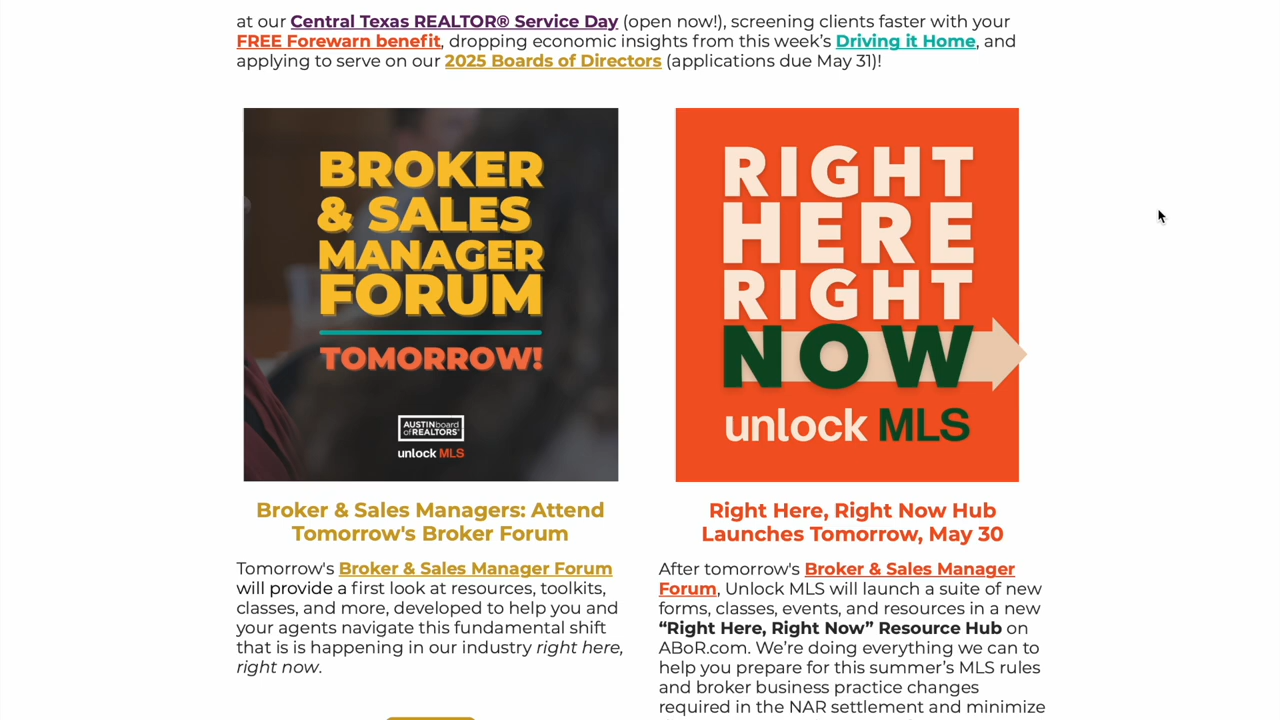 at our Central Texas REALTOR® Service Day (open now!), screening clients faster with your
FREE Forewarn benefit, dropping economic insights from this week’s Driving it Home, and
applying to serve on our 2025 Boards of Directors (applications due May 31)!
BROKER
& SALES
MANAGER
FORUM
TOMORROW!
AUSTINboard
ofREALTORS®
unlock MLS
Broker & Sales Managers: Attend
Tomorrow's Broker Forum
Tomorrow's Broker & Sales Manager Forum
will provide a first look at resources, toolkits,
classes, and more, developed to help you and
your agents navigate this fundamental shift
that is is happening in our industry right here,
right now.
RIGHT
HERE
RIGHT
NOW
unlock MLS
Right Here, Right Now Hub
Launches Tomorrow, May 30
After tomorrow's Broker & Sales Manager
Forum, Unlock MLS will launch a suite of new
forms, classes, events, and resources in a new
“Right Here, Right Now” Resource Hub on
ABoR.com. We’re doing everything we can to
help you prepare for this summer’s MLS rules
and broker business practice changes
required in the NAR settlement and minimize